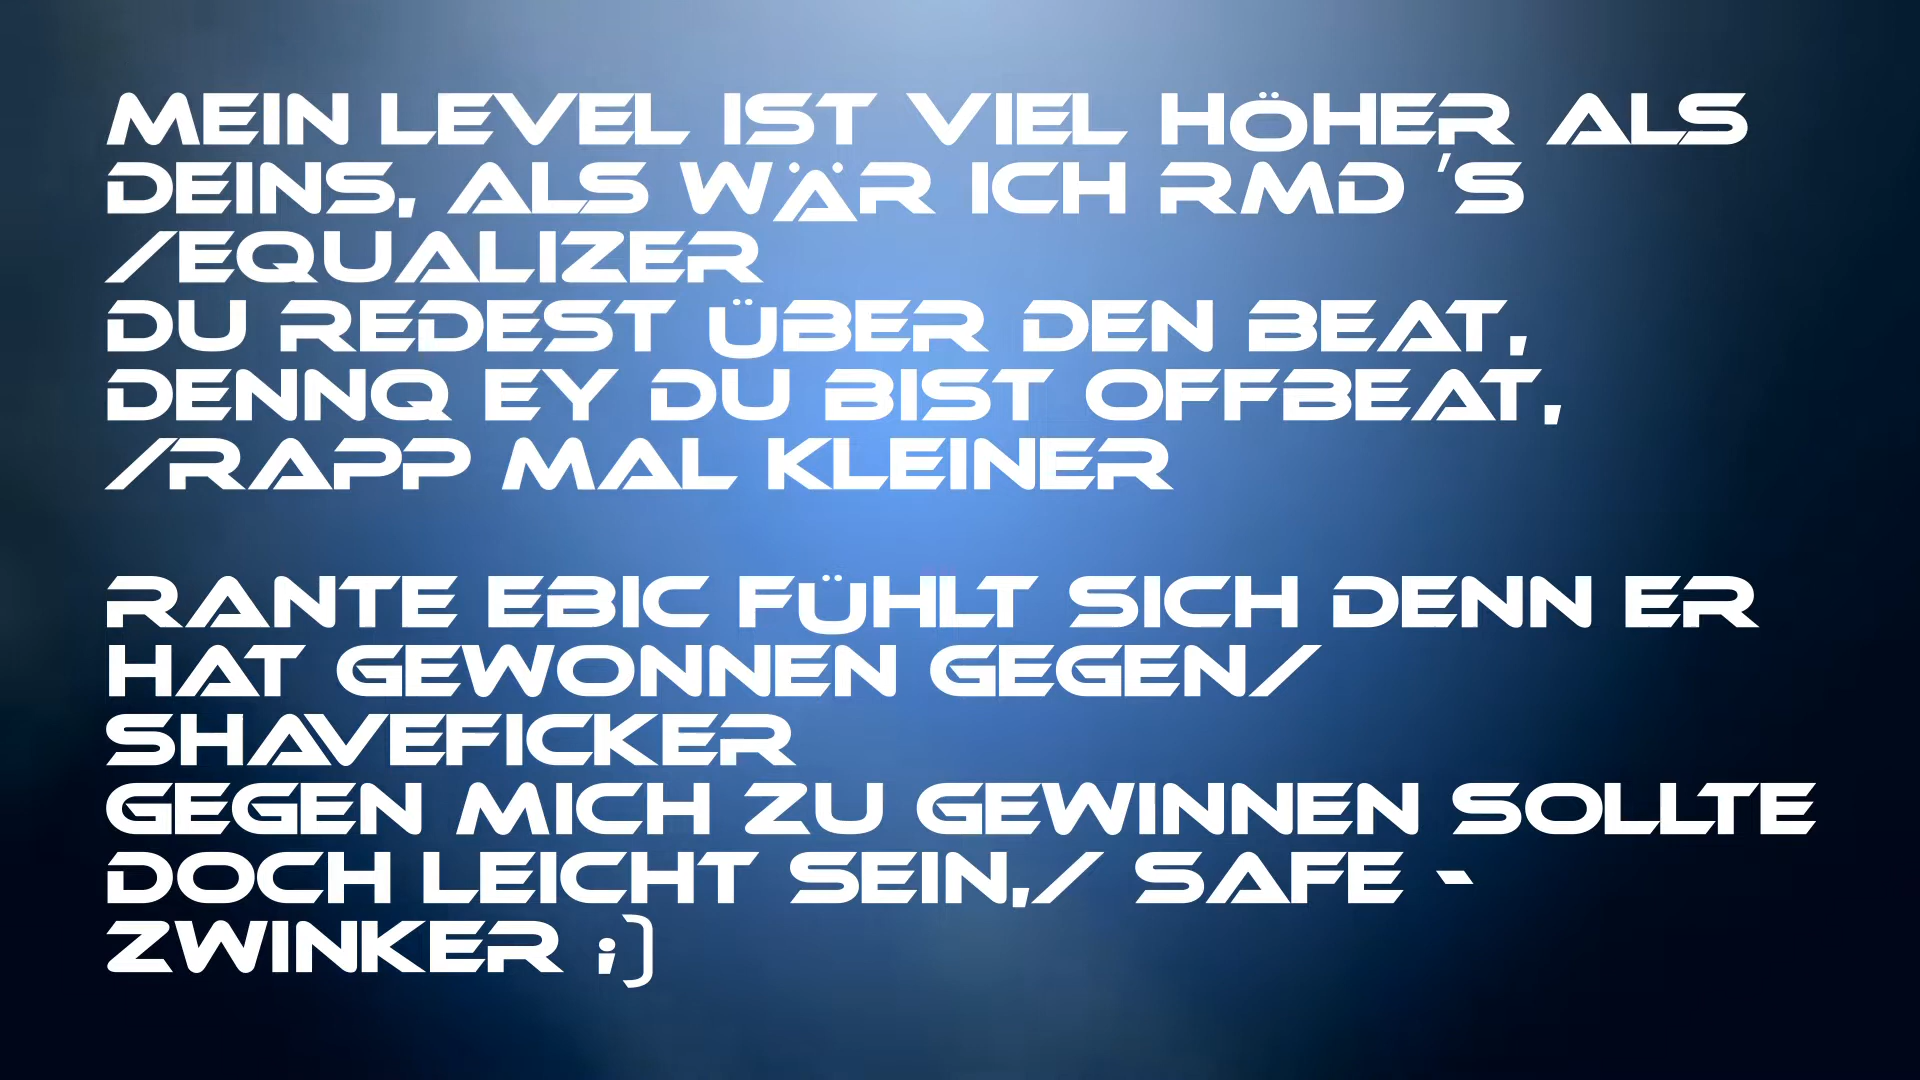 MEIN LEVEL IST VIEL HÖHER ALS
DEINS, ALS WÄR ICH RMD 'S
/EQUALIZER
DU REDEST ÜBER DEN BEAT,
DENNQ EY DU BIST OFFBEAT,
/RAPP MAL KLEINER
RANTE EBIC FÜHLT SICH DENN ER
HAT GEWONNEN GEGEN/
SHAVEFICKER
GEGEN MICH ZU GEWINNEN SOLLTE
DOCH LEICHT SEIN,/ SAFE -
ZWINKER ;)